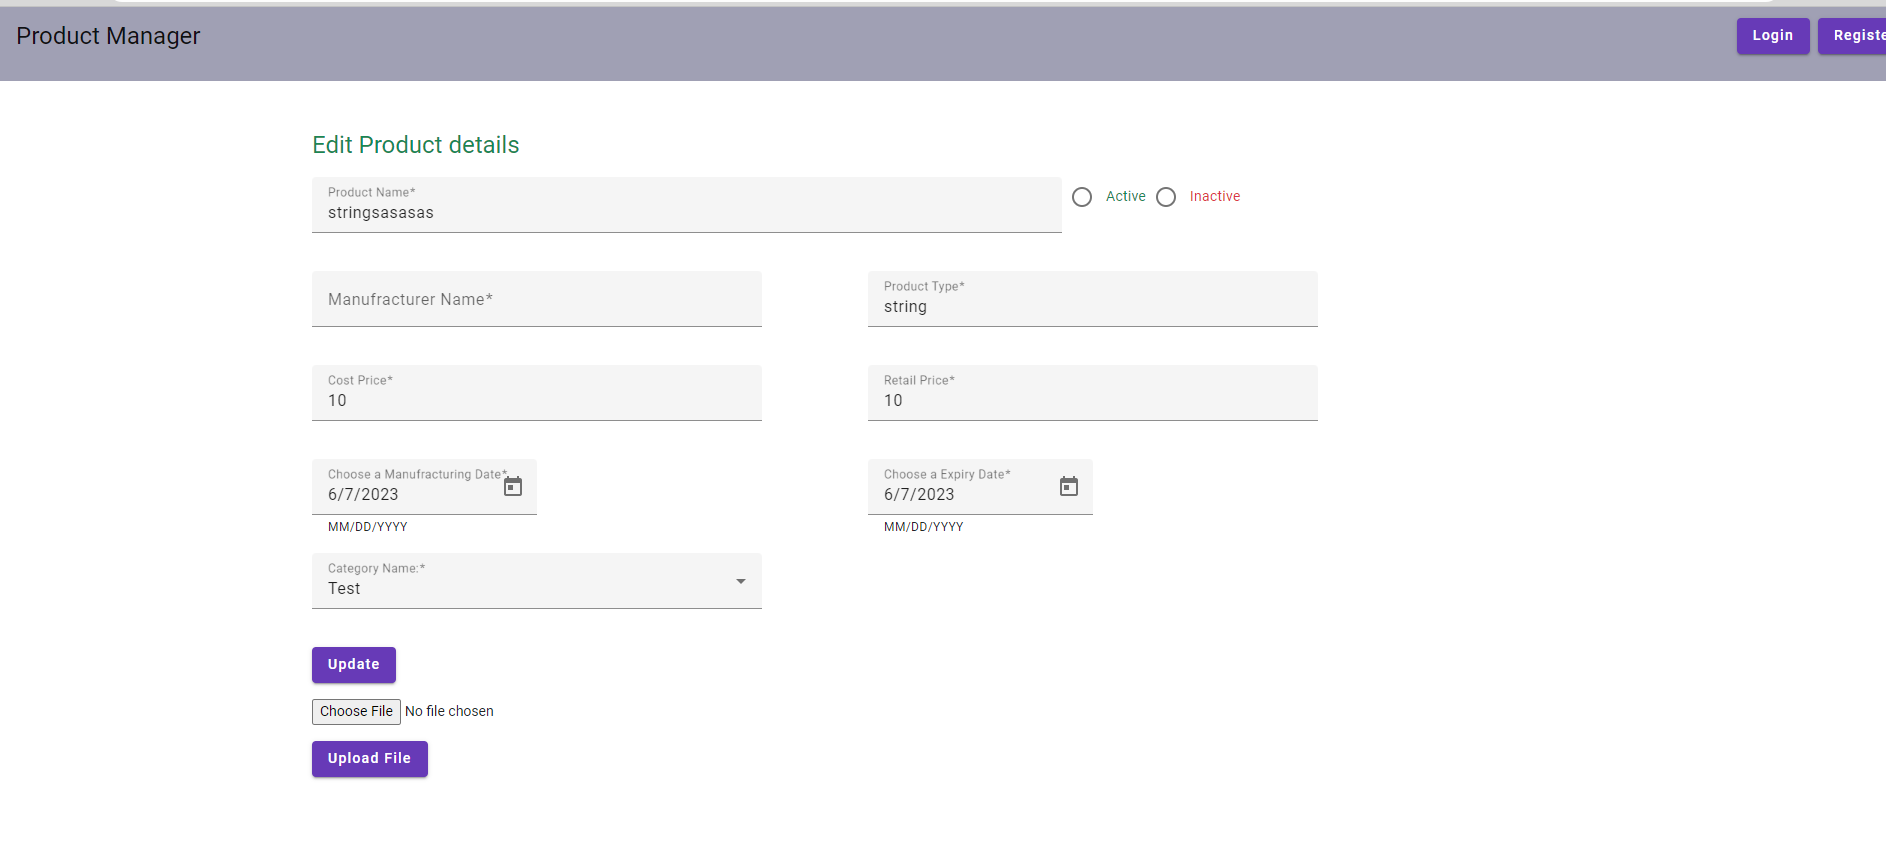 Product Manager
Login Registe
Edit Product details
Product Name*
stringsasasas
Active Inactive
Manufracturer Name*
Product Type*
string
Cost Price*
10
Retail Price*
10
Choose a Manufracturing Date*
6/7/2023
MM/DD/YYYY
Choose a Expiry Date*
6/7/2023
MM/DD/YYYY
Category Name:*
Test
Update
Choose File No file chosen
Upload File